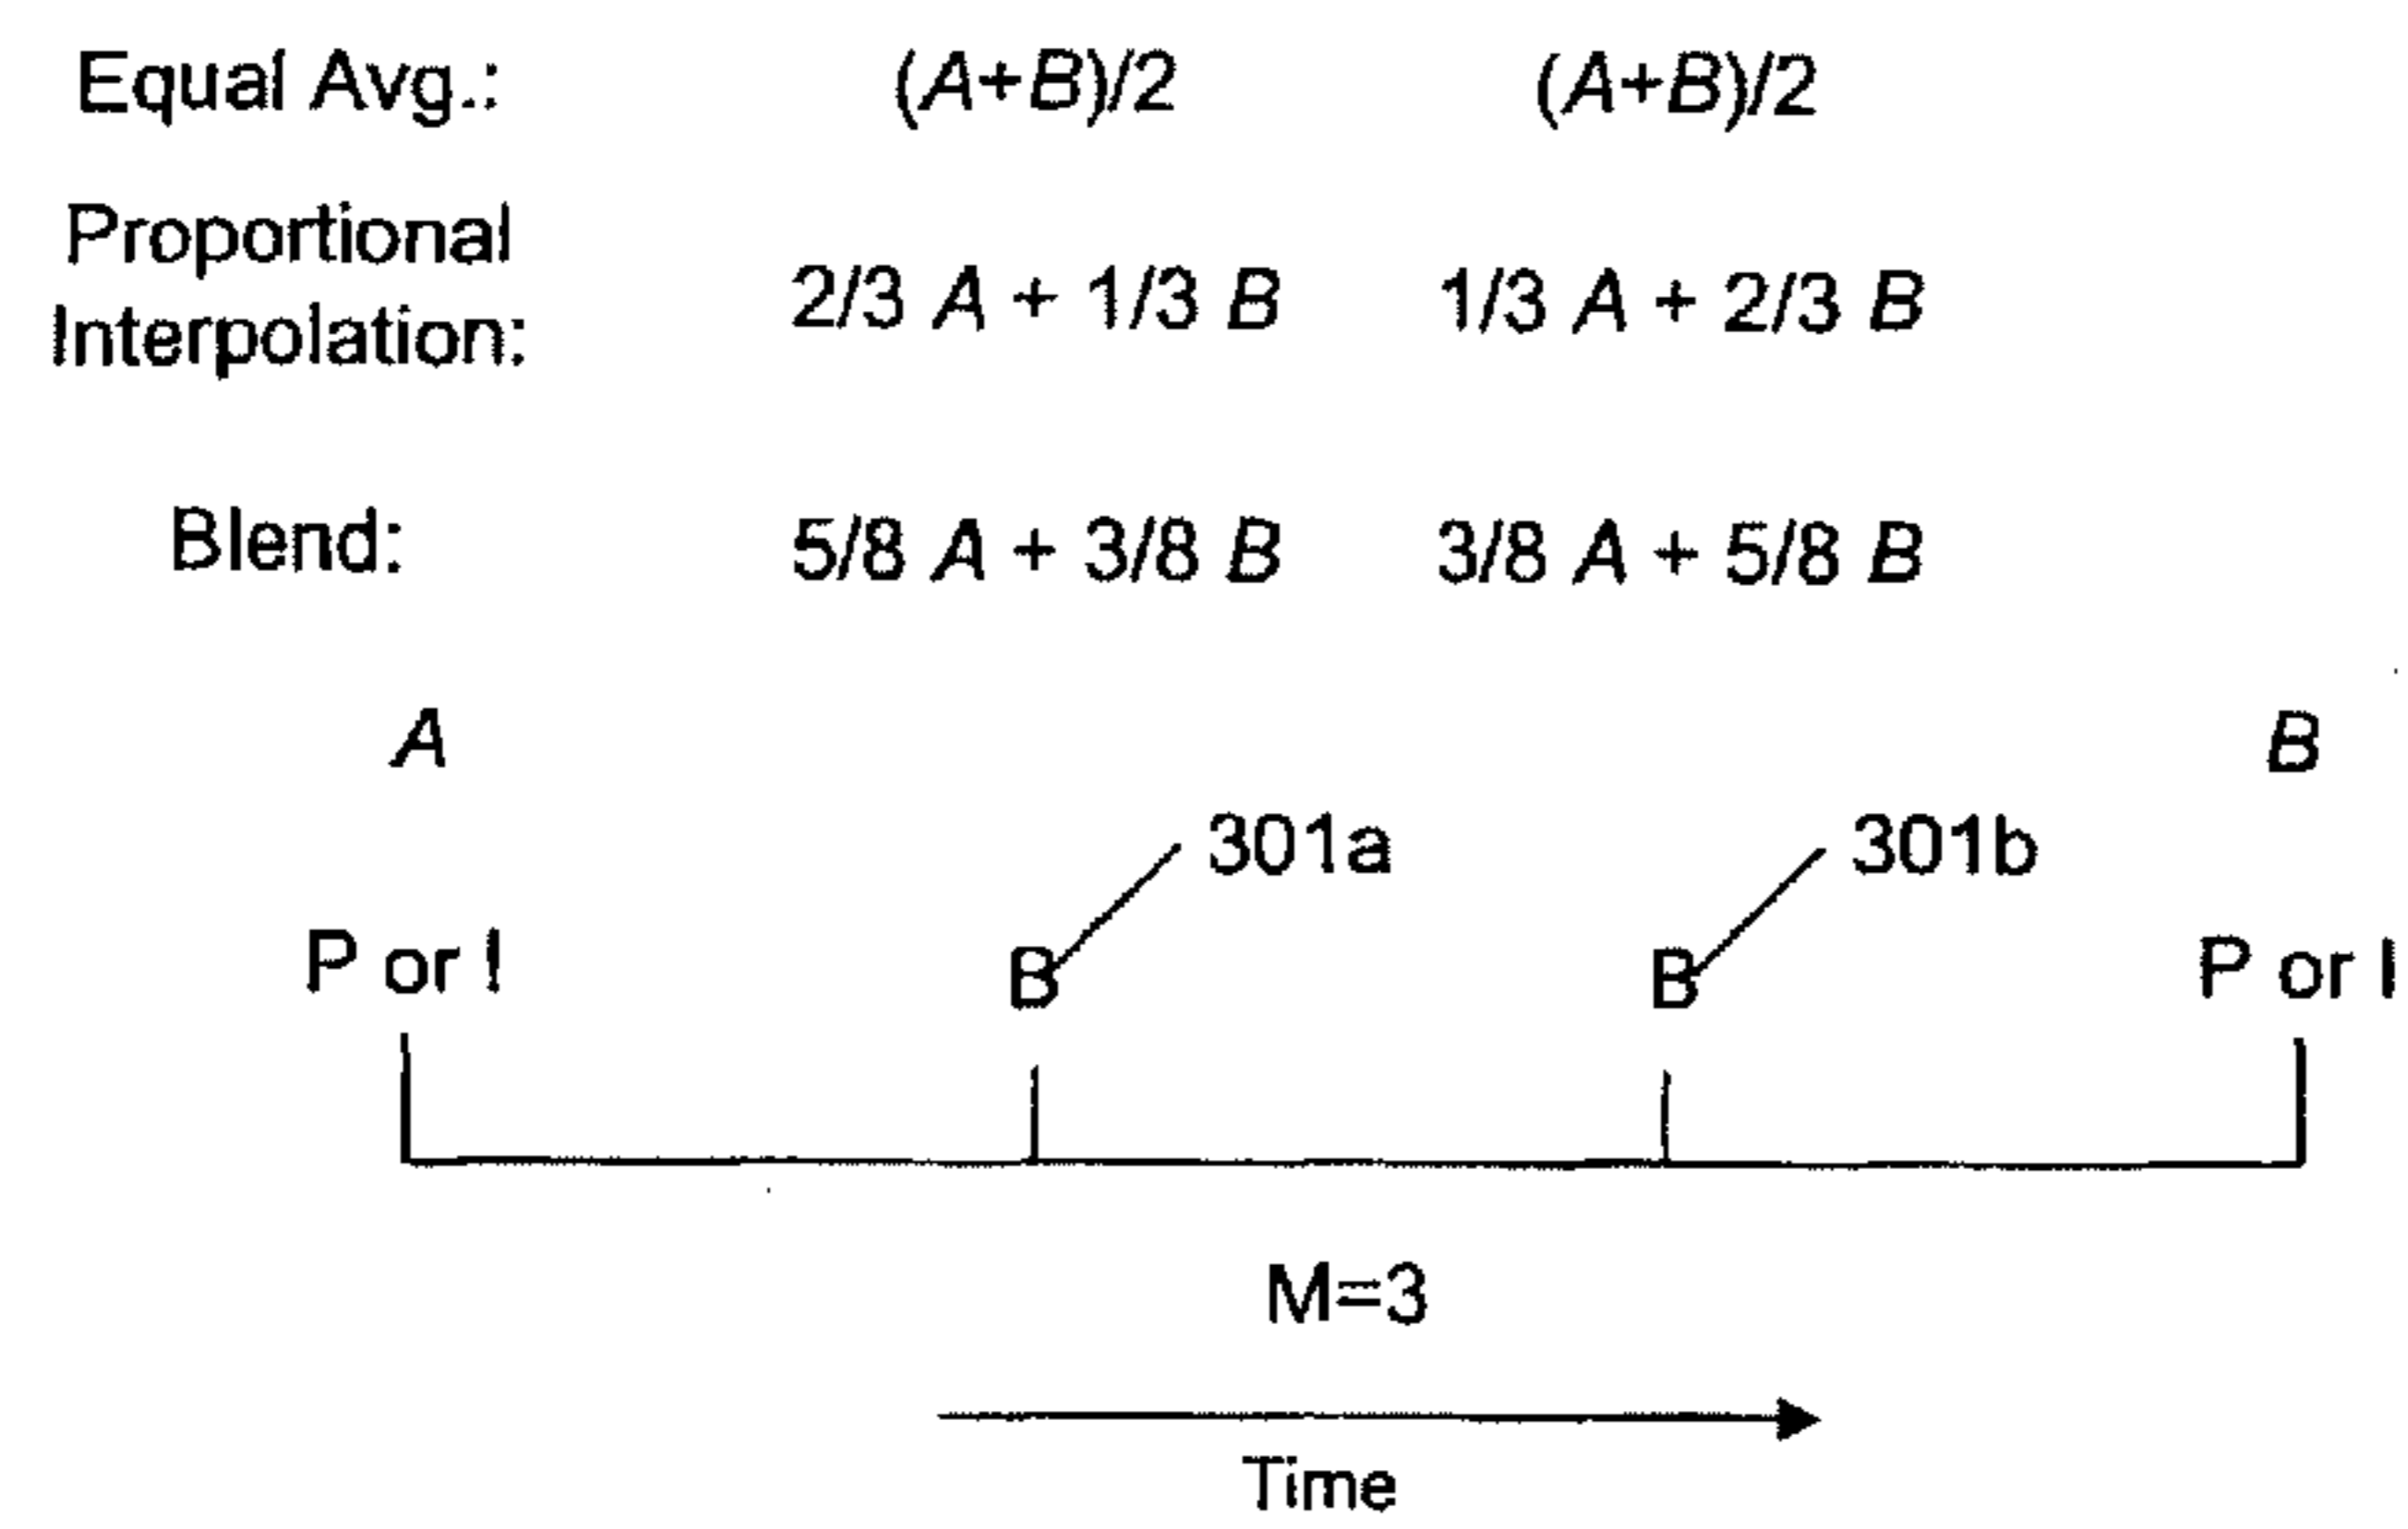 Equal Avg.: (A+B)/2 (A+B)/2
Proportional
Interpolation: 2/3 A + 1/3 B 1/3 A + 2/3 B
Blend: 5/8 A + 3/8 B 3/8 A + 5/8 B
A B
301a 301b
P or I B B P or I
M=3
Time